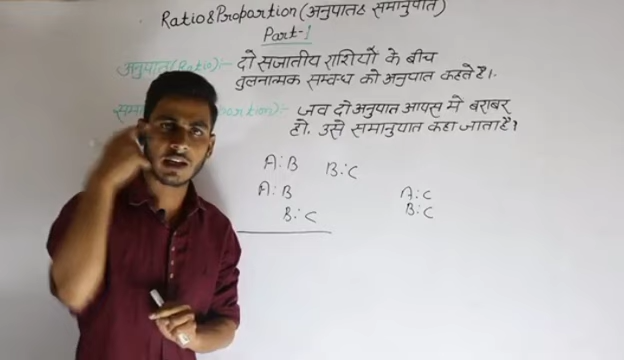 Ratio & Proportion (अनुपात & समानुपात)
Part-1
अनुपात (Ratio) :- दो सजातीय राशियों के बीच
तुलनात्मक सम्बन्ध को अनुपात कहते है।
जब दो अनुपात आपस मे बराबर
हो, उसे समानुपात कहा जाता है?
A:B B:C
A:B A:C
B:C B:C